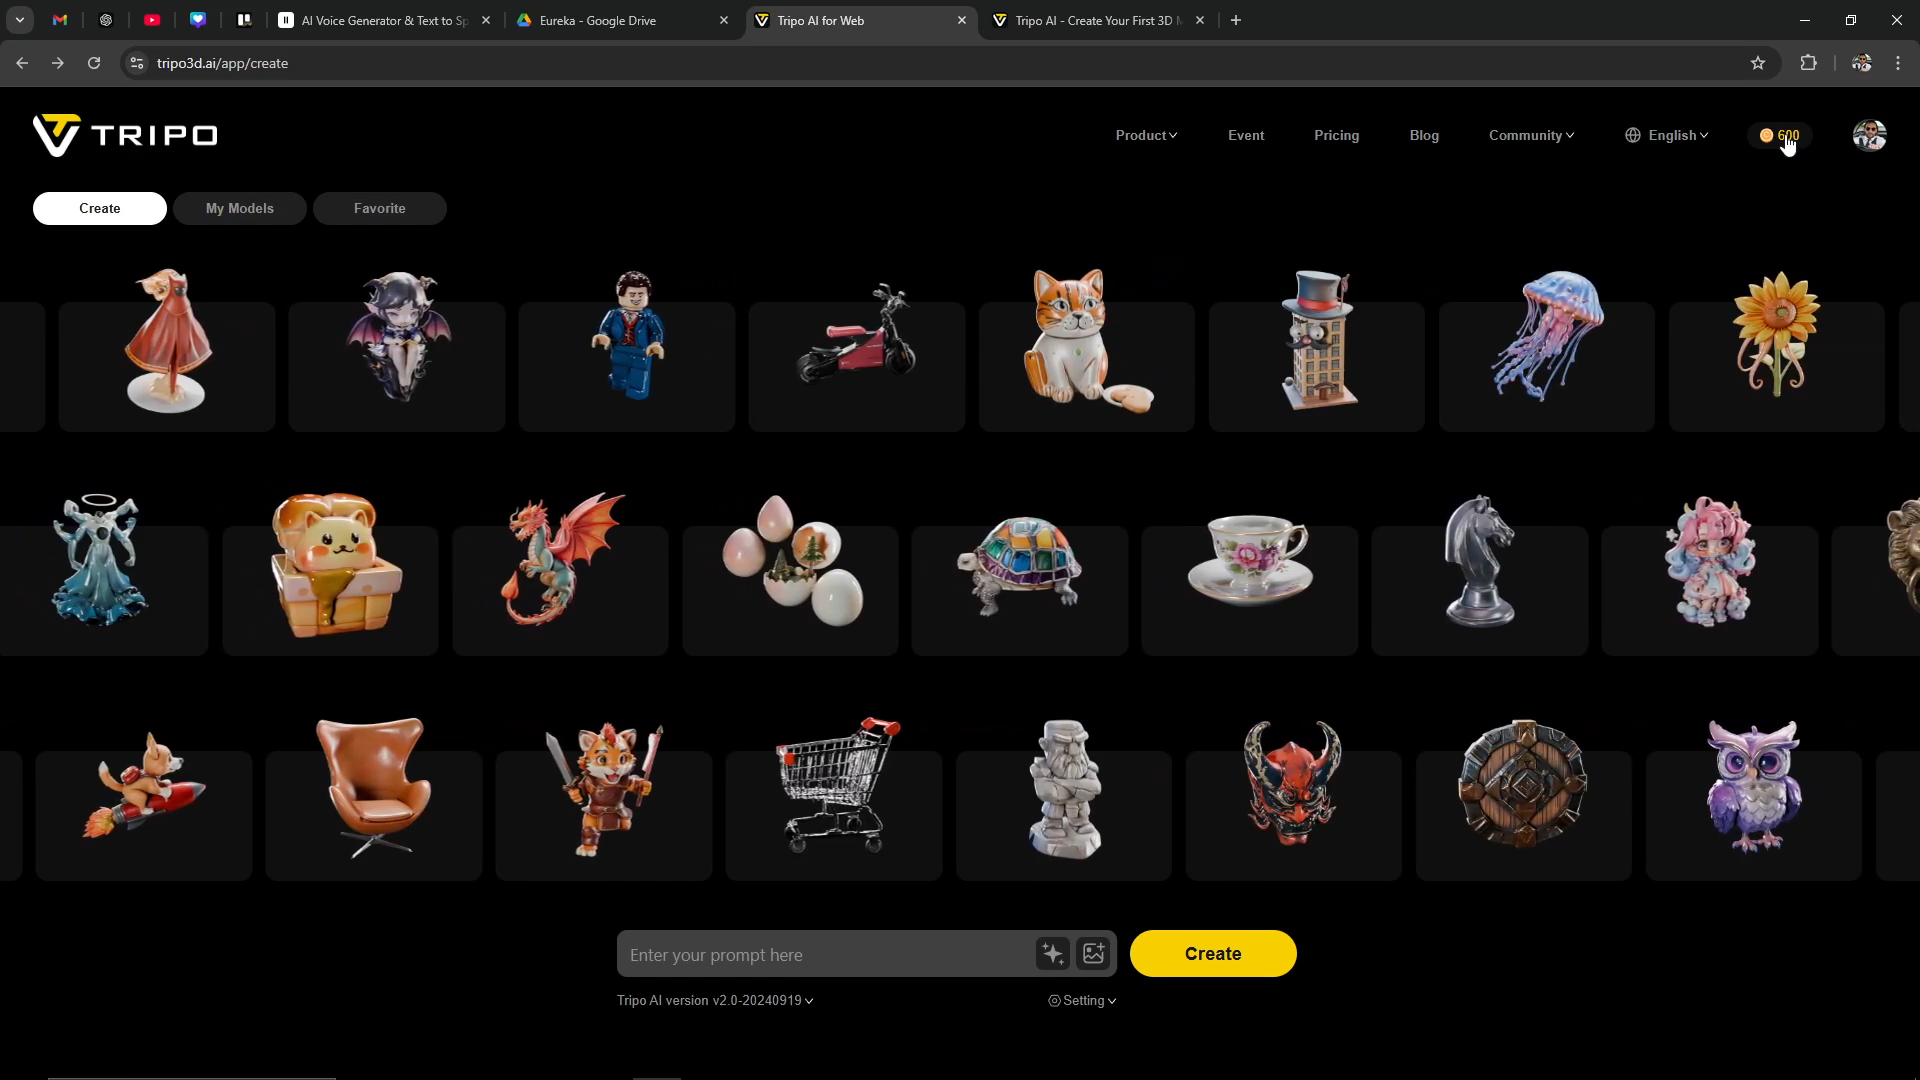 AI Voice Generator & Text to Sp
Eureka - Google Drive
Tripo AI for Web
Tripo AI - Create Your First 3D
tripo3d.ai/app/create
TRIPO
Product
Event
Pricing
Blog
Community
English
600
Create
My Models
Favorite
Enter your prompt here
Create
Tripo AI version v2.0-20240919
Setting